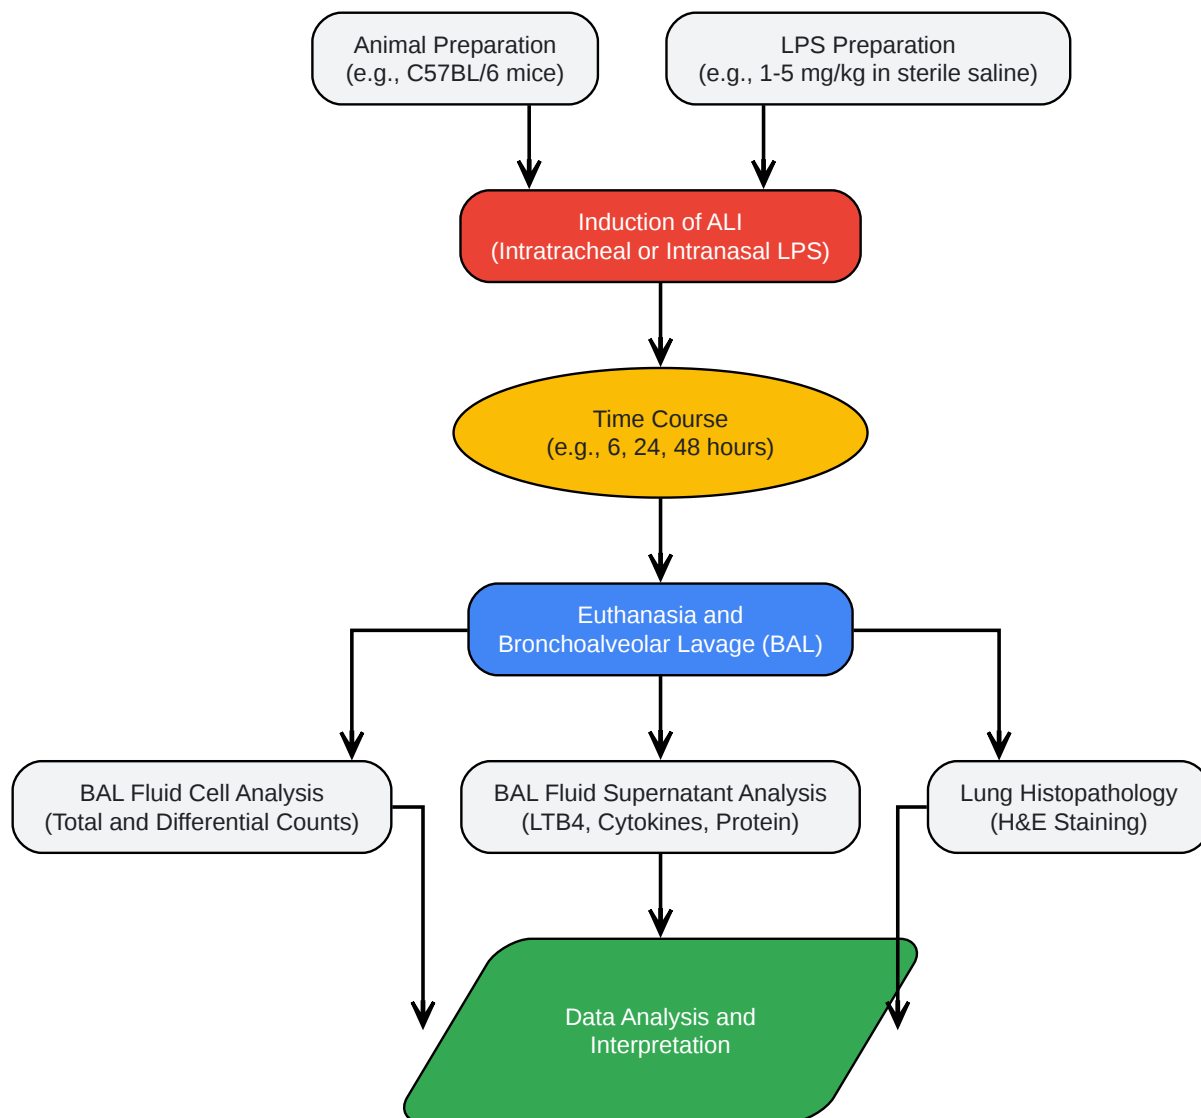 Animal Preparation
(e.g., C57BL/6 mice)
LPS Preparation
(e.g., 1-5 mg/kg in sterile saline)
Induction of ALI
(Intratracheal or Intranasal LPS)
Time Course
(e.g., 6, 24, 48 hours)
Euthanasia and
Bronchoalveolar Lavage (BAL)
BAL Fluid Cell Analysis
(Total and Differential Counts)
BAL Fluid Supernatant Analysis
(LTB4, Cytokines, Protein)
Lung Histopathology
(H&E Staining)
Data Analysis and
Interpretation